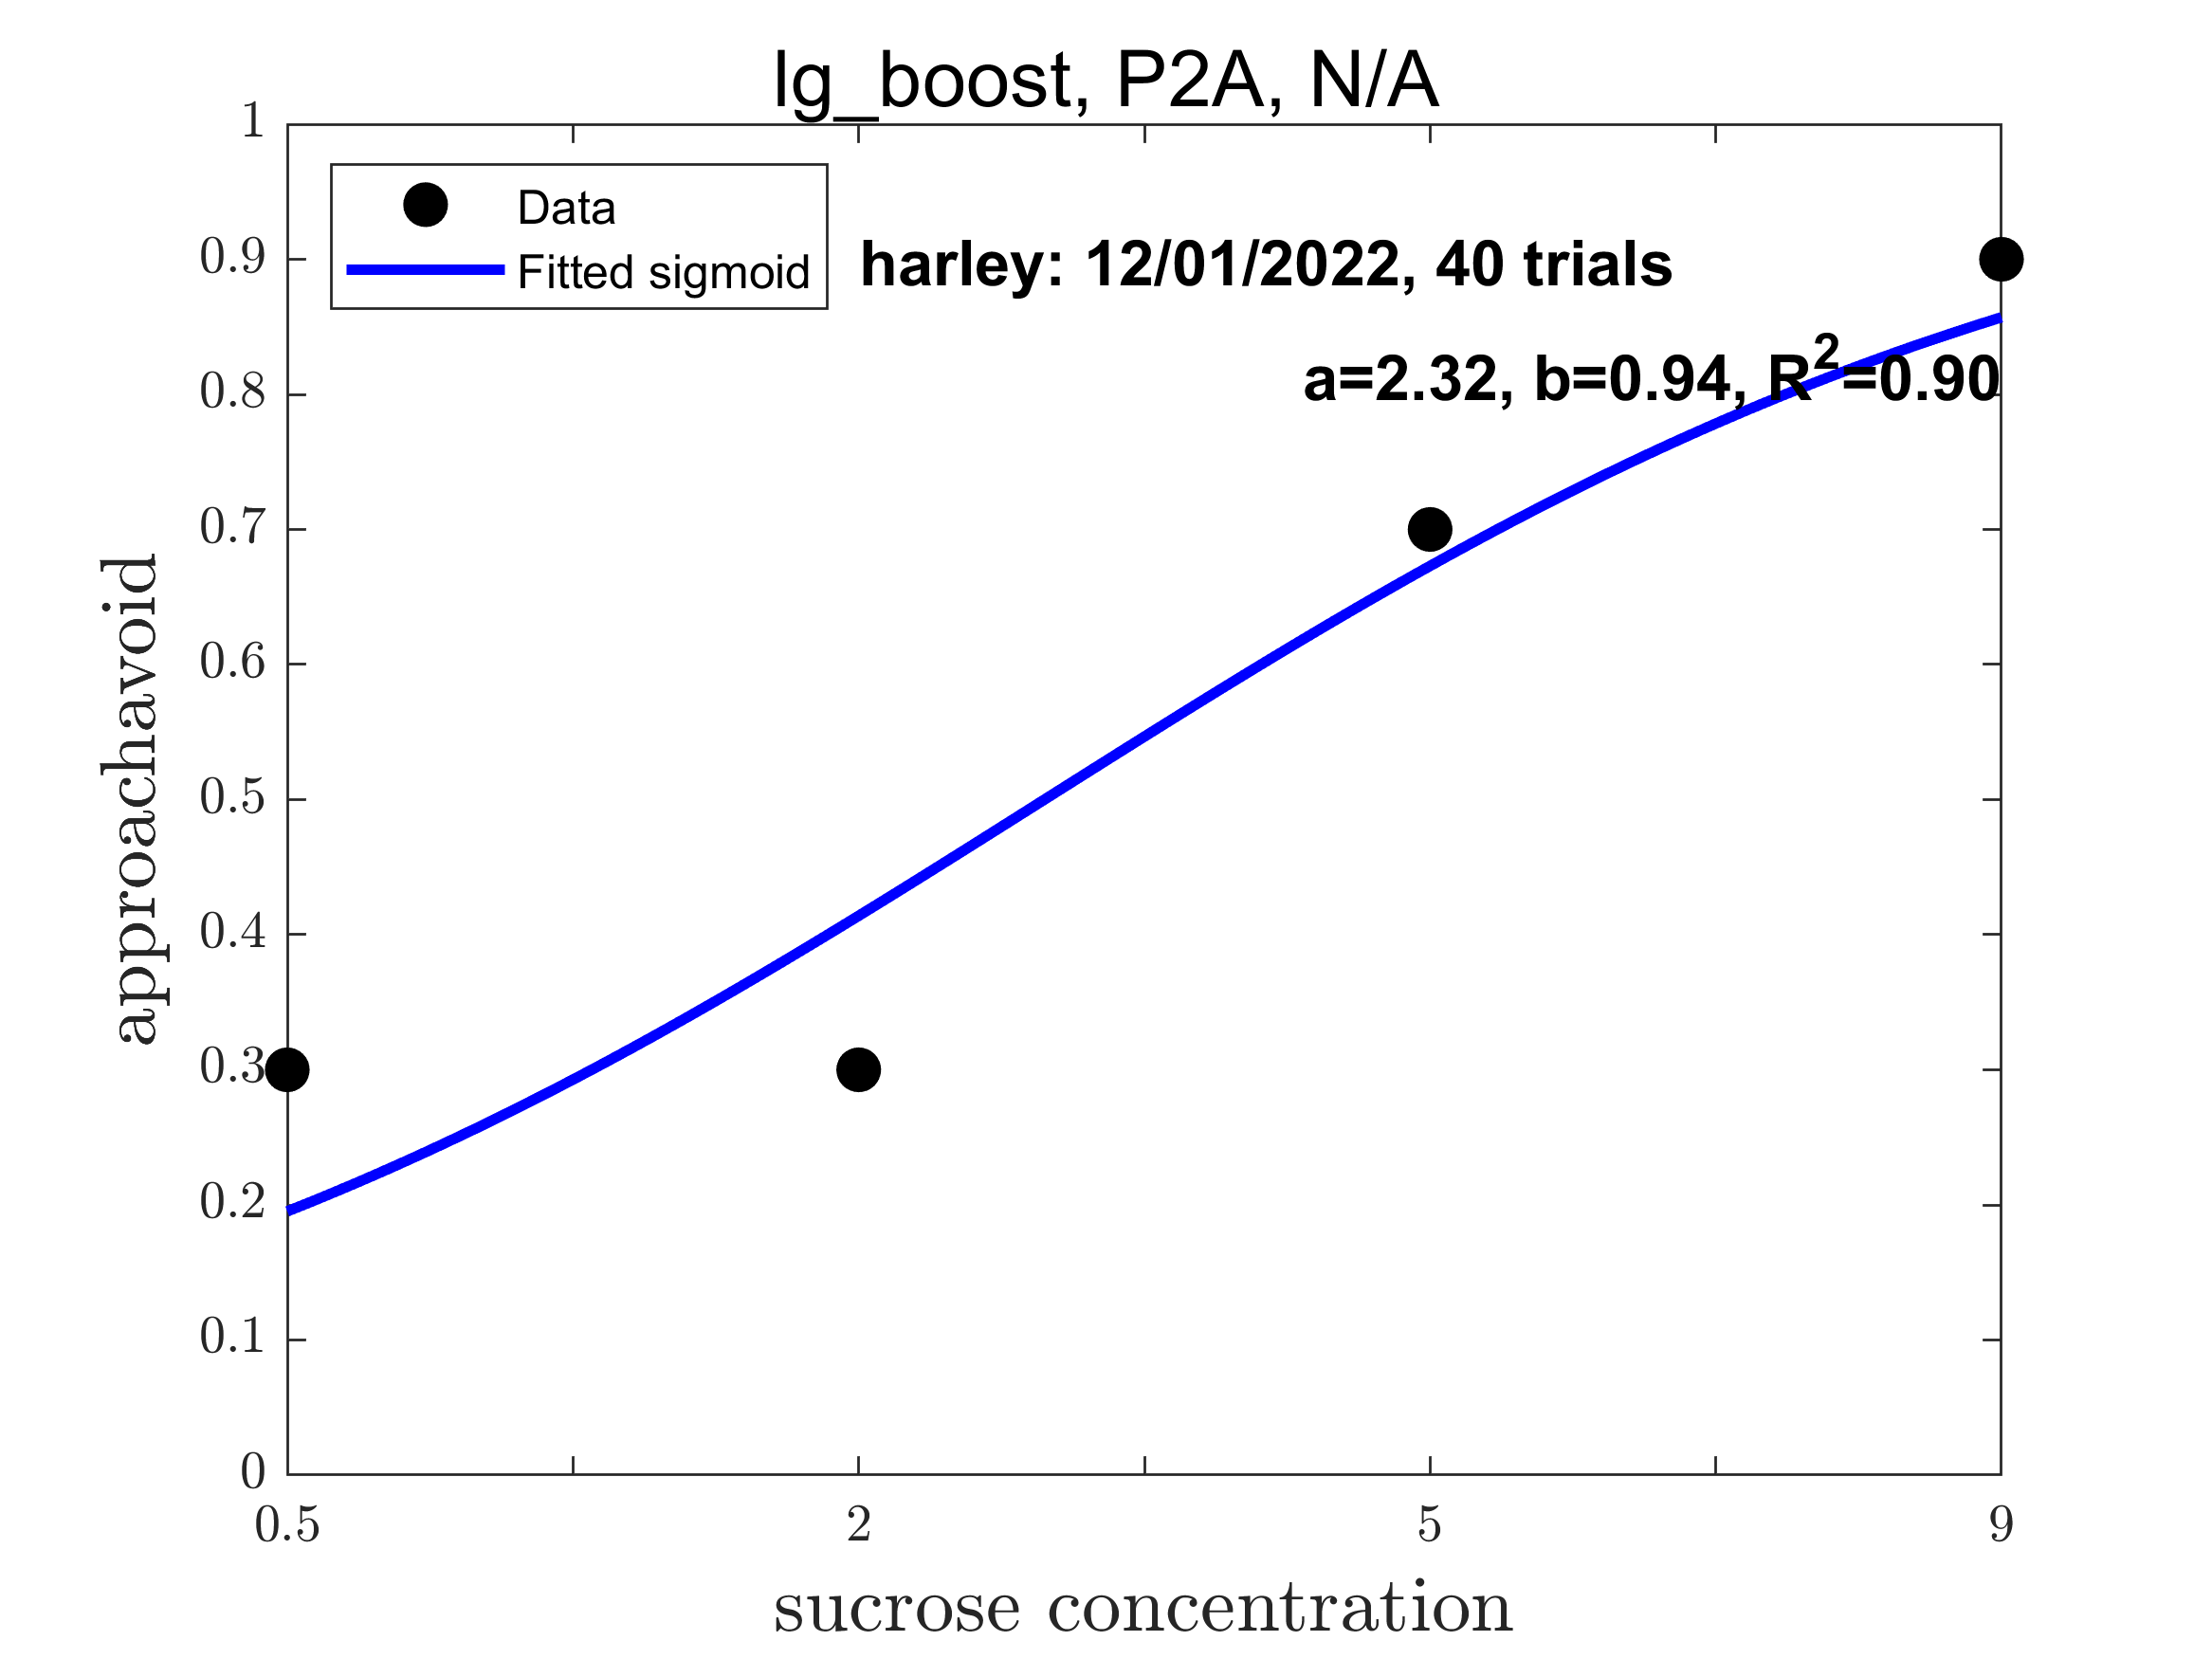 lg_boost, P2A, N/A
1
0.9
0.8
0.7
0.6
0.5
0.4
0.3
0.2
0.1
0
Data
Fitted sigmoid
harley: 12/01/2022, 40 trials
a=2.32, b=0.94, R²=0.90
approachavoid
0.5 2 5 9
sucrose concentration